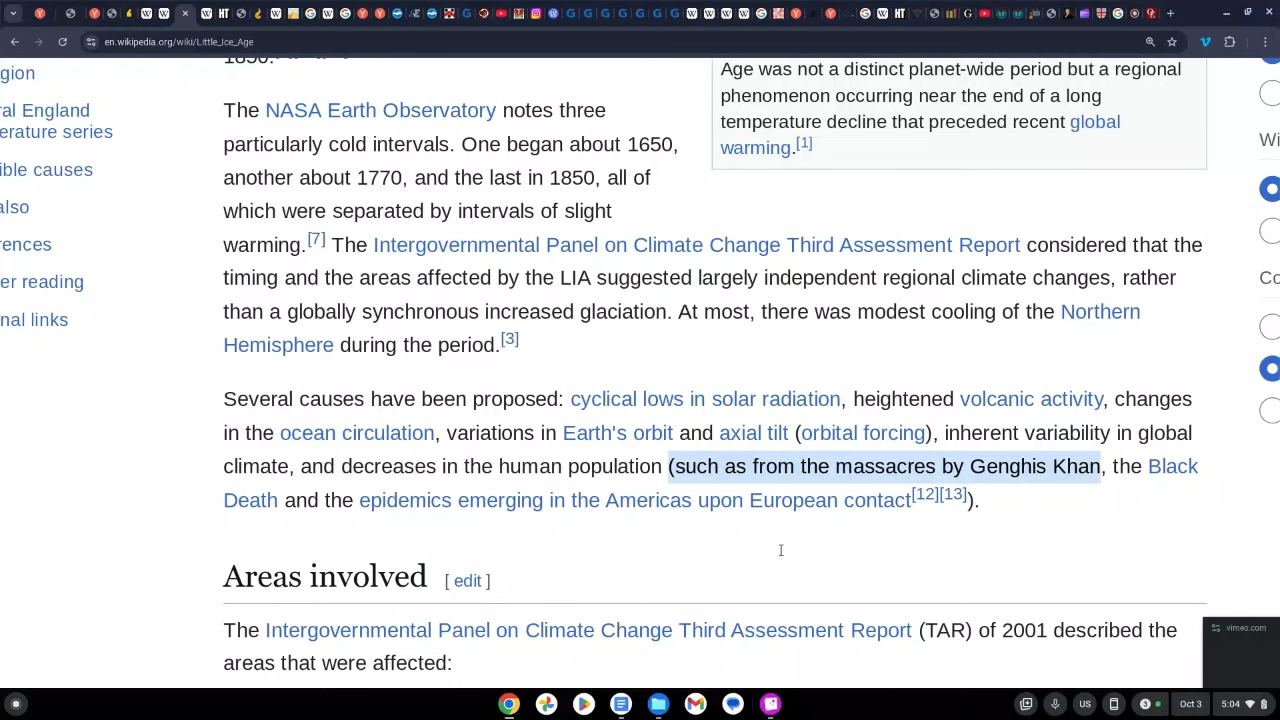 en.wikipedia.org/wiki/Little_Ice_Age
gion
ral England
erature series
ible causes
also
rences
er reading
nal links
1850.
The NASA Earth Observatory notes three
particularly cold intervals. One began about 1650,
another about 1770, and the last in 1850, all of
which were separated by intervals of slight
warming.[7] The Intergovernmental Panel on Climate Change Third Assessment Report considered that the
timing and the areas affected by the LIA suggested largely independent regional climate changes, rather
than a globally synchronous increased glaciation. At most, there was modest cooling of the Northern
Hemisphere during the period.[3]
Age was not a distinct planet-wide period but a regional
phenomenon occurring near the end of a long
temperature decline that preceded recent global
warming.[1]
Several causes have been proposed: cyclical lows in solar radiation, heightened volcanic activity, changes
in the ocean circulation, variations in Earth's orbit and axial tilt (orbital forcing), inherent variability in global
climate, and decreases in the human population (such as from the massacres by Genghis Khan, the Black
Death and the epidemics emerging in the Americas upon European contact[12][13]).
Areas involved [ edit ]
The Intergovernmental Panel on Climate Change Third Assessment Report (TAR) of 2001 described the
areas that were affected:
Wi
Co
vimeo.com
US
3
Oct 3
5:04